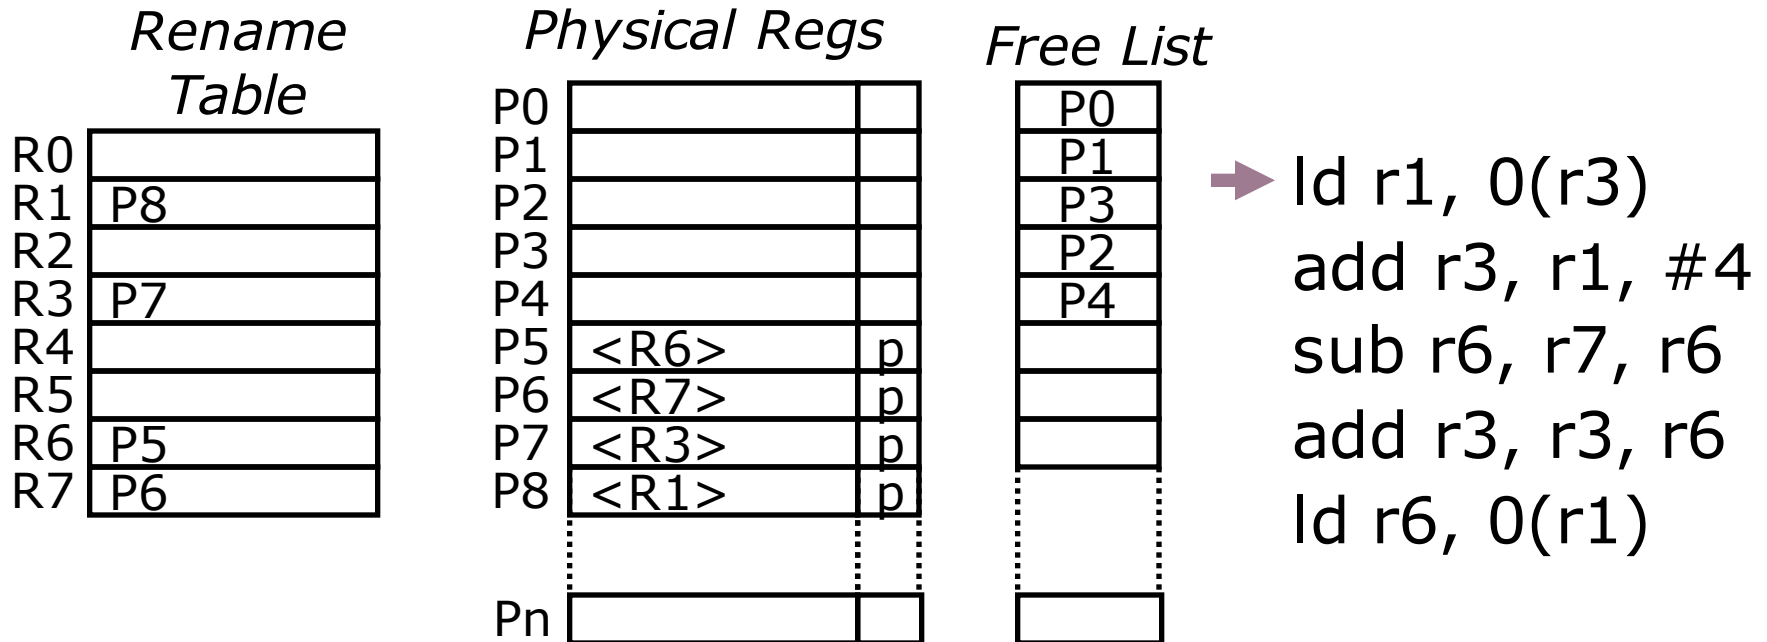 Rename
Table
Physical Regs
Free List
R0
R1 P8
R2
R3 P7
R4
R5
R6 P5
R7 P6
P0
P1
P2
P3
P4
P5 <R6> p
P6 <R7> p
P7 <R3> p
P8 <R1> p
Pn
P0
P1
P3
P2
P4
ld r1, 0(r3)
add r3, r1, #4
sub r6, r7, r6
add r3, r3, r6
ld r6, 0(r1)